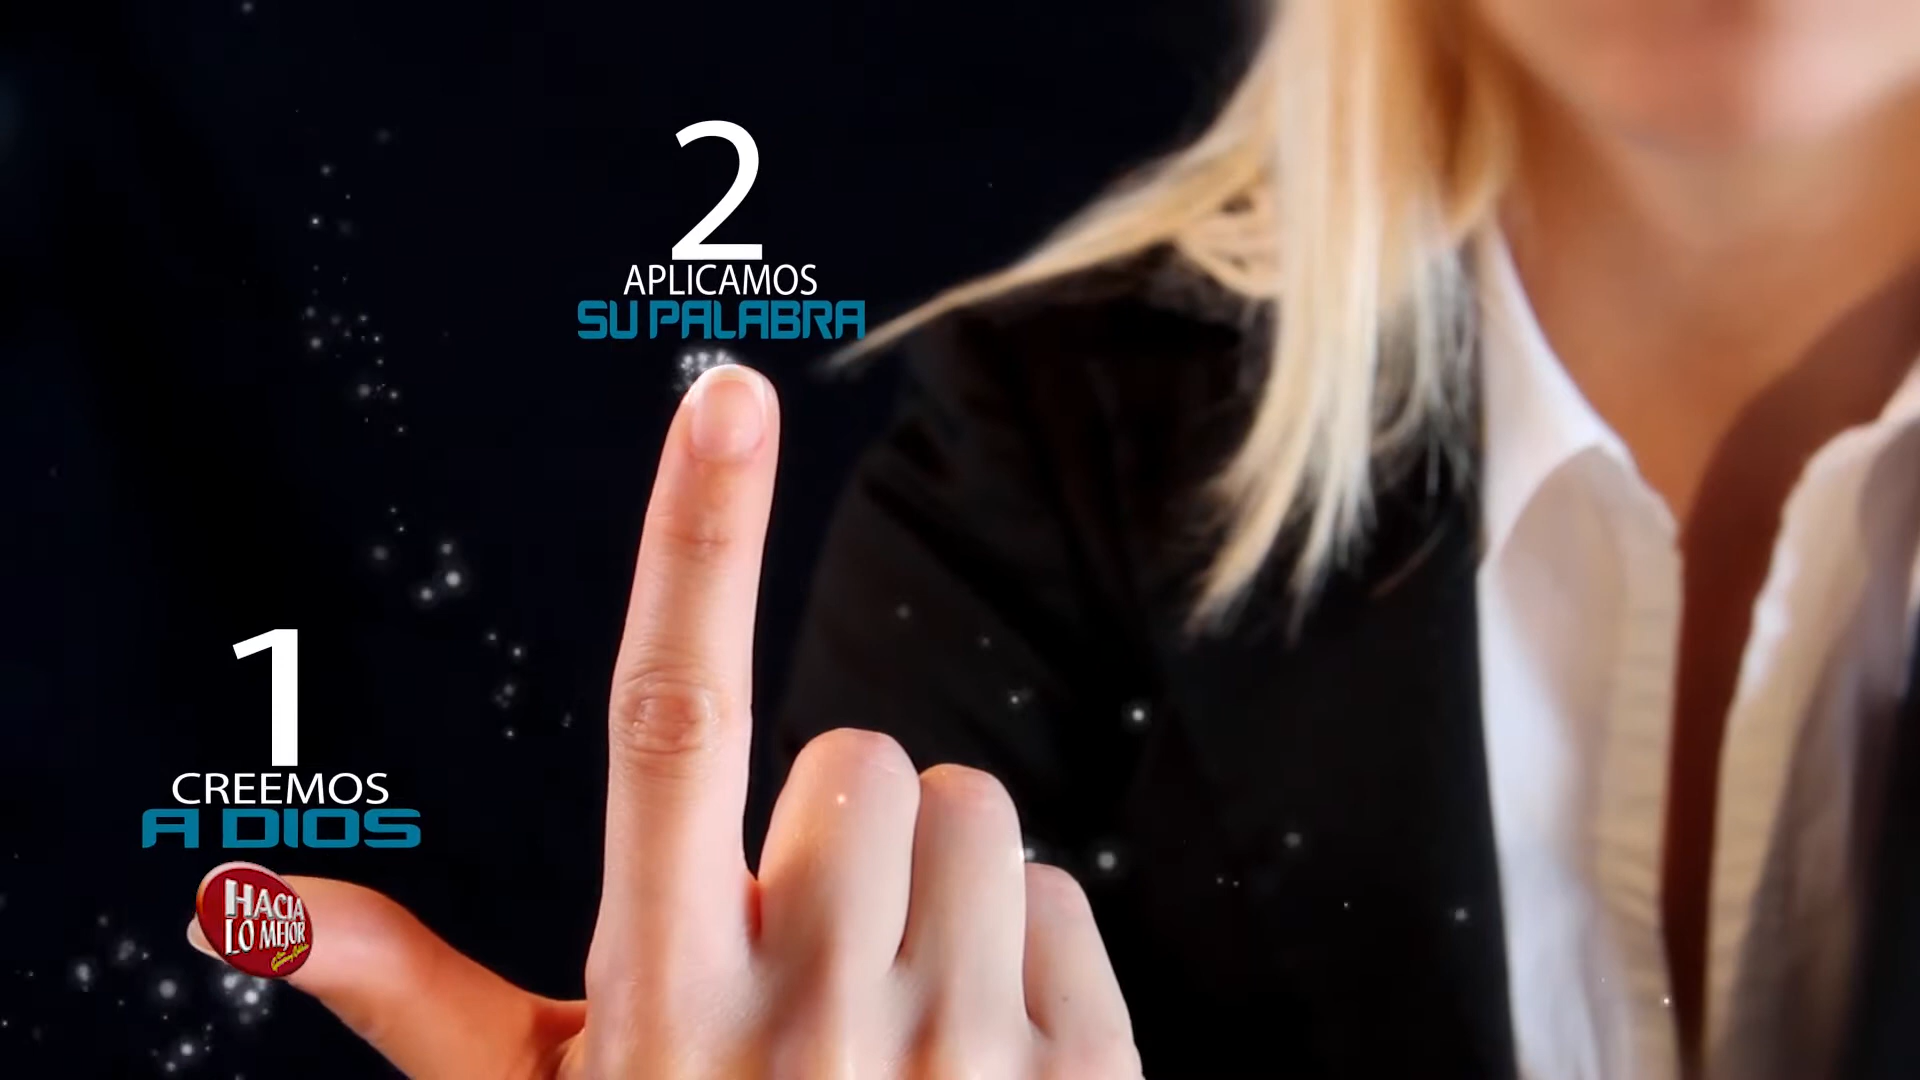 2
APLICAMOS
SU PALABRA
1
CREEMOS
A DIOS
HACIA
LO MEJOR